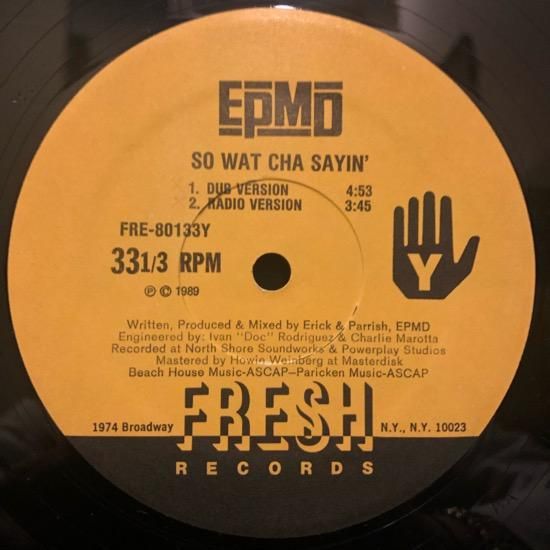 EPMD
SO WAT CHA SAYIN'
1. DUB VERSION 4:53
2. RADIO VERSION 3:45
FRE-80133Y
33 1/3 RPM
Ⓟ © 1989
Y
Written, Produced & Mixed by Erick & Parrish, EPMD
Engineered by: Ivan "Doc" Rodriguez & Charlie Marotta
Recorded at North Shore Soundworks & Powerplay Studios
Mastered by Howie Weinberg at Masterdisk
Beach House Music-ASCAP–Paricken Music-ASCAP
1974 Broadway FRESH N.Y., N.Y. 10023
RECORDS